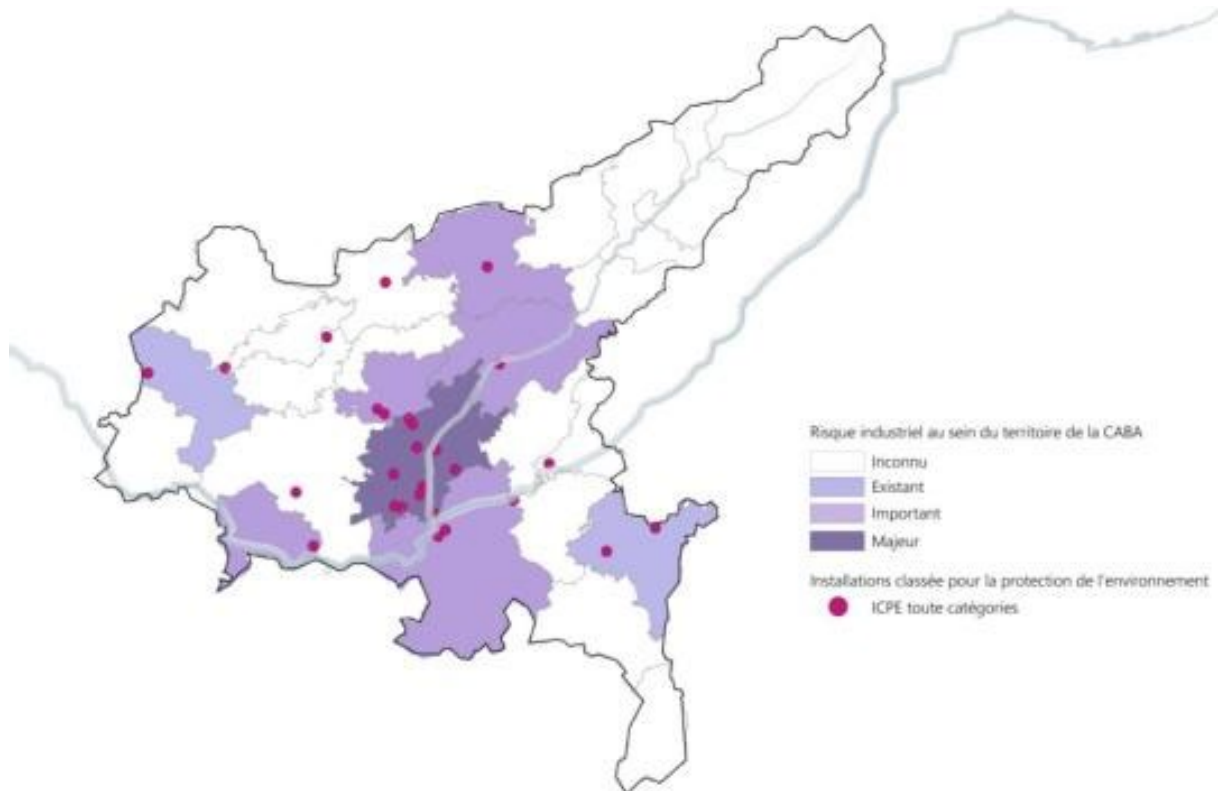 Risque industriel au sein du territoire de la CABA
Inconnu
Existant
Important
Majeur
Installations classée pour la protection de l'environnement
ICPE toute catégories